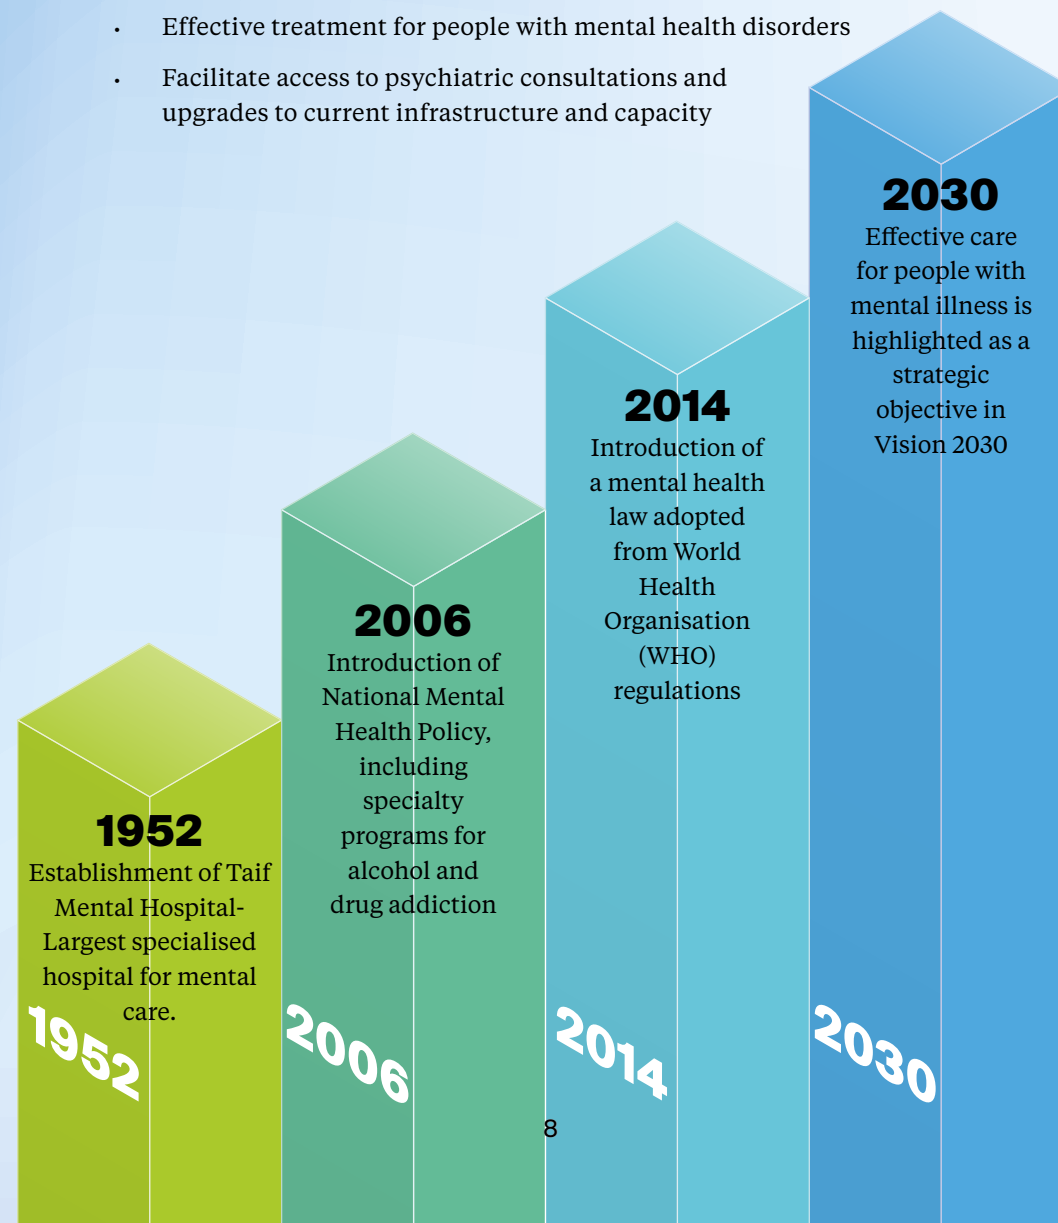 • Effective treatment for people with mental health disorders
• Facilitate access to psychiatric consultations and
upgrades to current infrastructure and capacity
2030
Effective care
for people with
mental illness is
highlighted as a
strategic
objective in
Vision 2030
2014
Introduction of
a mental health
law adopted
from World
Health
Organisation
(WHO)
regulations
2006
Introduction of
National Mental
Health Policy,
including
specialty
programs for
alcohol and
drug addiction
1952
Establishment of Taif
Mental Hospital-
Largest specialised
hospital for mental
care.
1952
2006
2014
2030
8